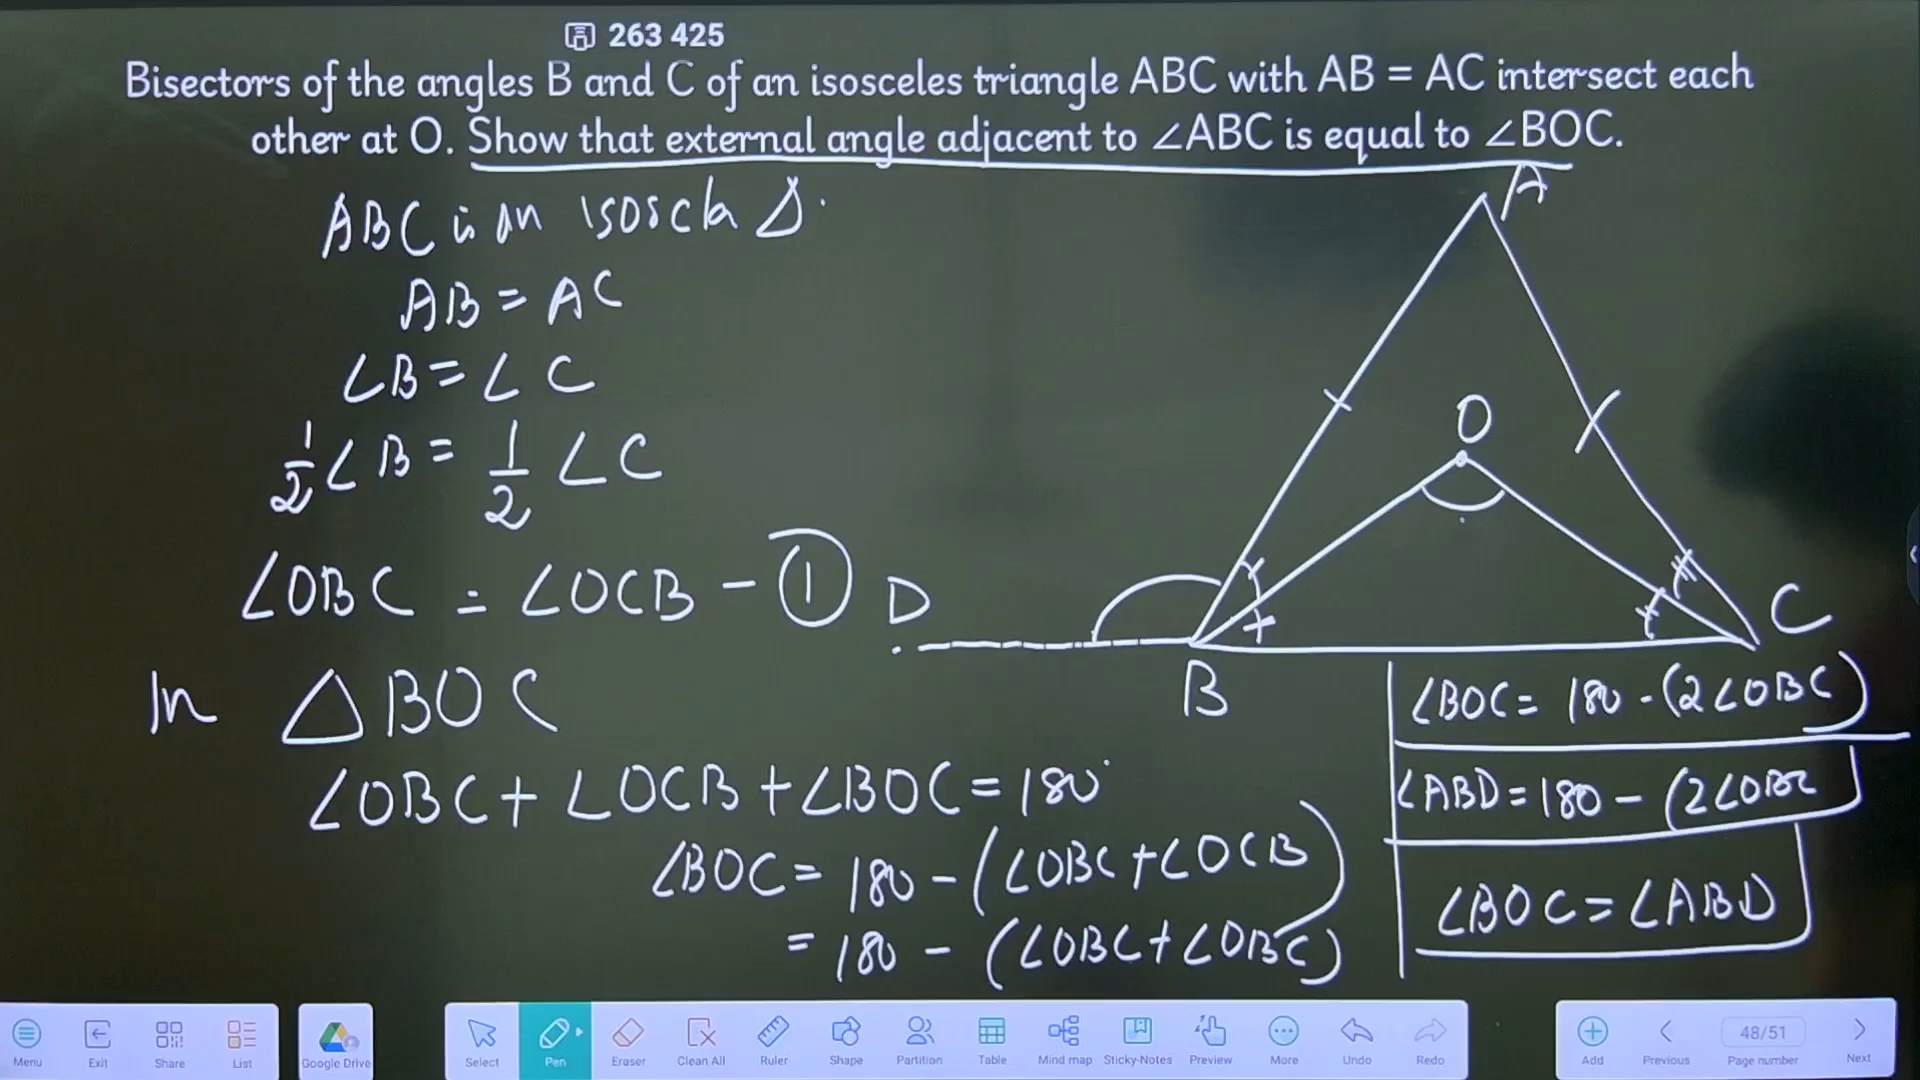 263 425
Bisectors of the angles B and C of an isosceles triangle ABC with AB = AC intersect each
other at O. Show that external angle adjacent to ∠ABC is equal to ∠BOC.
ABC is an Δ.
AB = AC
∠B = ∠C
1/2 ∠B = 1/2 ∠C
∠OBC = ∠OCB - ①
In △BOC
∠OBC + ∠OCB + ∠BOC = 180°
∠BOC = 180 - (∠OBC + ∠OCB)
= 180 - (∠OBC + ∠OBC)
A
O
D
B
C
∠BOC = 180 - (2∠OBC)
∠ABD = 180 - (2∠OBC
∠BOC = ∠ABD
Menu Exit Share List Google Drive Select Pen Eraser Clean All Ruler Shape Partition Table Mind map Sticky-Notes Preview More Undo Redo Add Previous 48/51 Page number Next